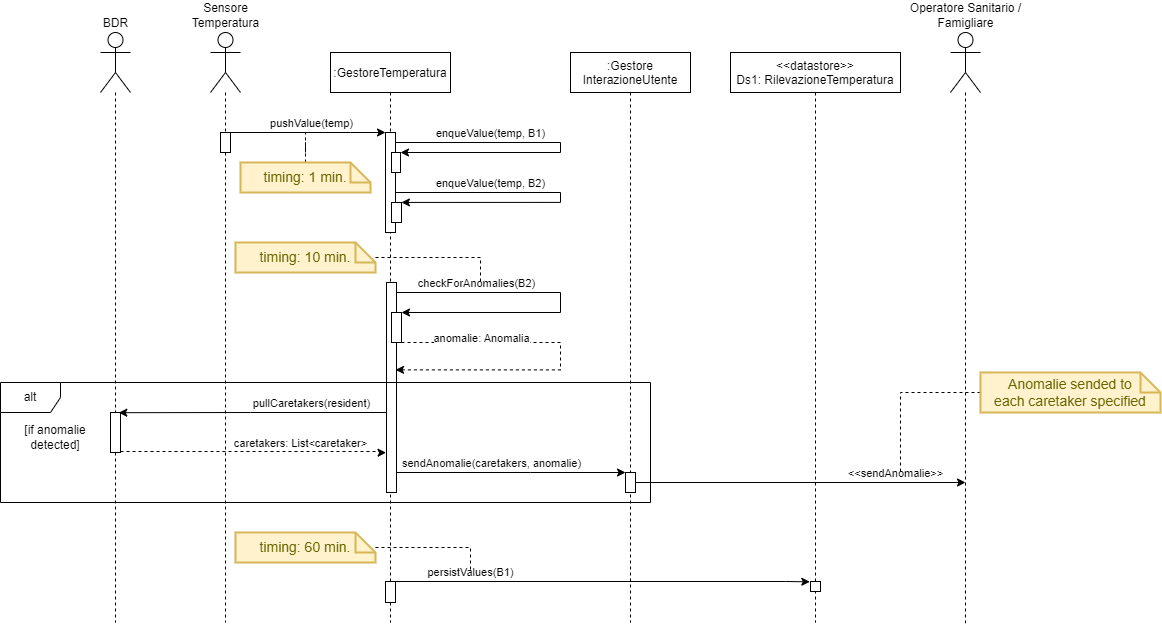 BDR
Sensore
Temperatura
Operatore Sanitario /
Famigliare
:GestoreTemperatura
:Gestore
InterazioneUtente
<<datastore>>
Ds1: RilevazioneTemperatura
pushValue(temp)
enqueValue(temp, B1)
timing: 1 min.
enqueValue(temp, B2)
timing: 10 min.
checkForAnomalies(B2)
anomalie: Anomalia
alt
[if anomalie
detected]
pullCaretakers(resident)
caretakers: List<caretaker>
sendAnomalie(caretakers, anomalie)
Anomalie sended to
each caretaker specified
<<sendAnomalie>>
timing: 60 min.
persistValues(B1)